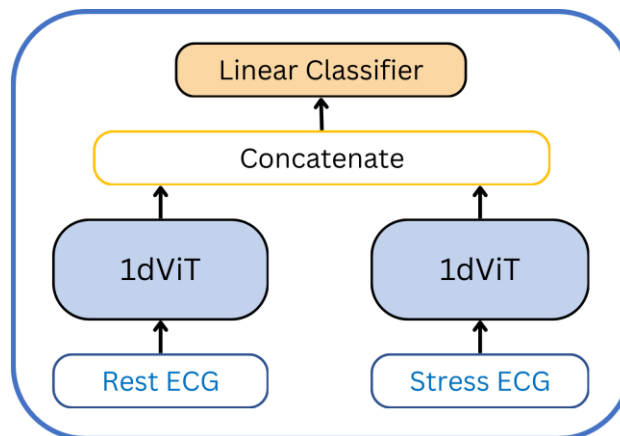 Linear Classifier
Concatenate
1dViT
1dViT
Rest ECG
Stress ECG